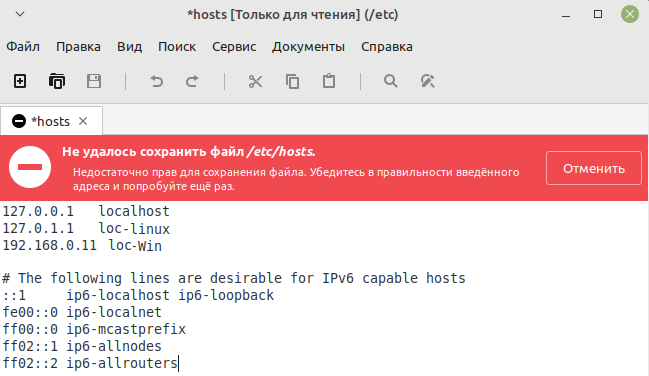 *hosts [Только для чтения] (/etc)
Файл Правка Вид Поиск Сервис Документы Справка
*hosts
Не удалось сохранить файл /etc/hosts.
Недостаточно прав для сохранения файла. Убедитесь в правильности введённого
адреса и попробуйте ещё раз.
Отменить
127.0.0.1   localhost
127.0.1.1   loc-linux
192.168.0.11 loc-Win
# The following lines are desirable for IPv6 capable hosts
::1     ip6-localhost ip6-loopback
fe00::0 ip6-localnet
ff00::0 ip6-mcastprefix
ff02::1 ip6-allnodes
ff02::2 ip6-allrouters